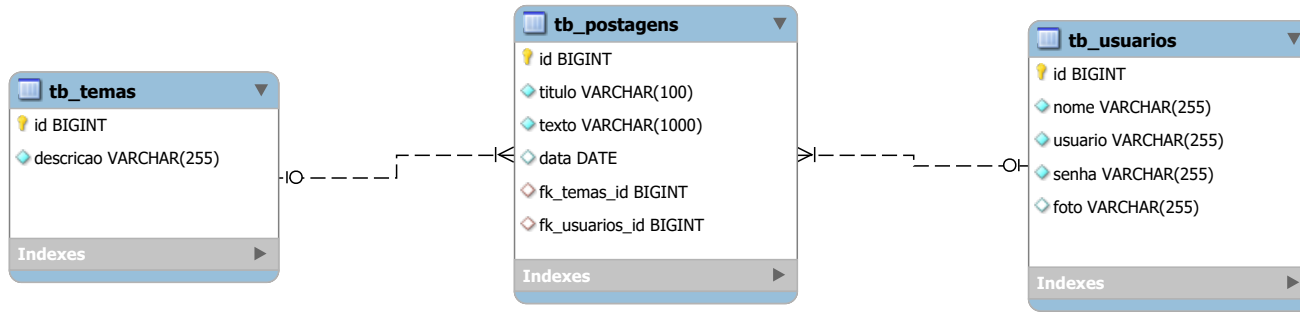 tb_temas
id BIGINT
descricao VARCHAR(255)
Indexes
tb_postagens
id BIGINT
titulo VARCHAR(100)
texto VARCHAR(1000)
data DATE
fk_temas_id BIGINT
fk_usuarios_id BIGINT
Indexes
tb_usuarios
id BIGINT
nome VARCHAR(255)
usuario VARCHAR(255)
senha VARCHAR(255)
foto VARCHAR(255)
Indexes